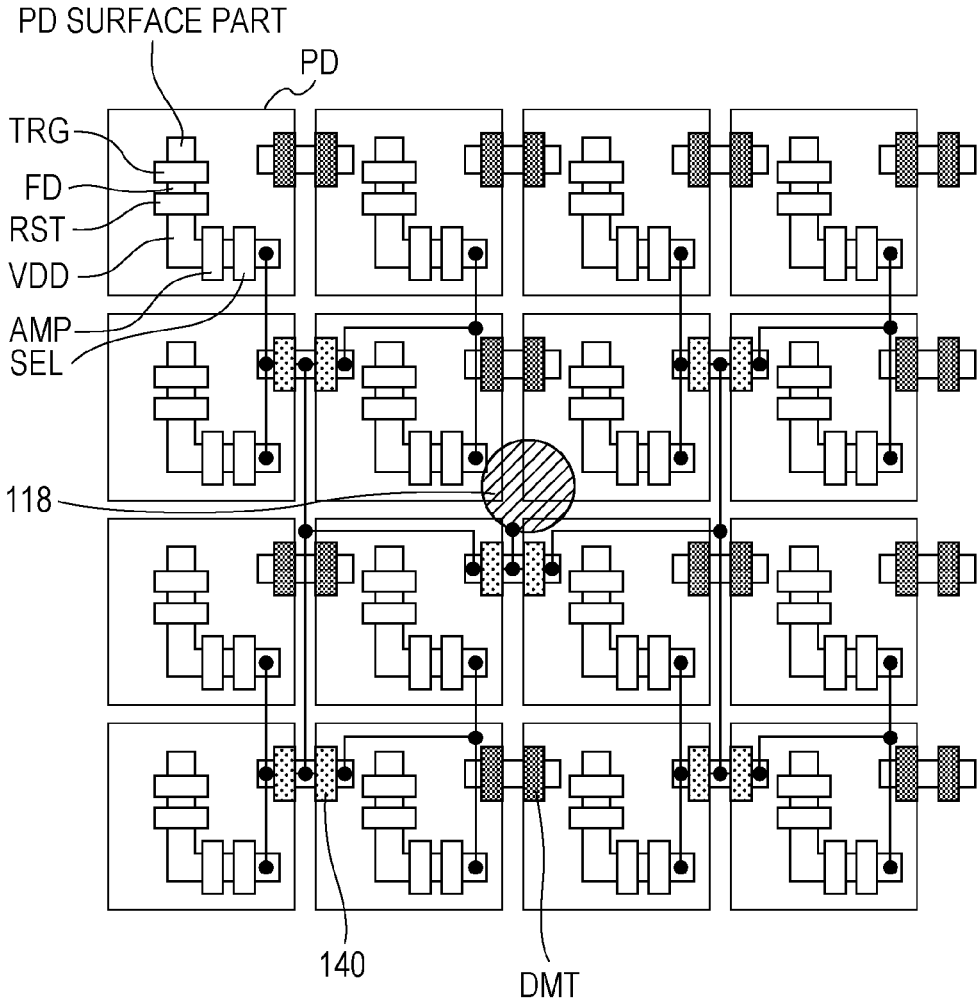 PD SURFACE PART
PD
TRG
FD
RST
VDD
AMP
SEL
118
140
DMT